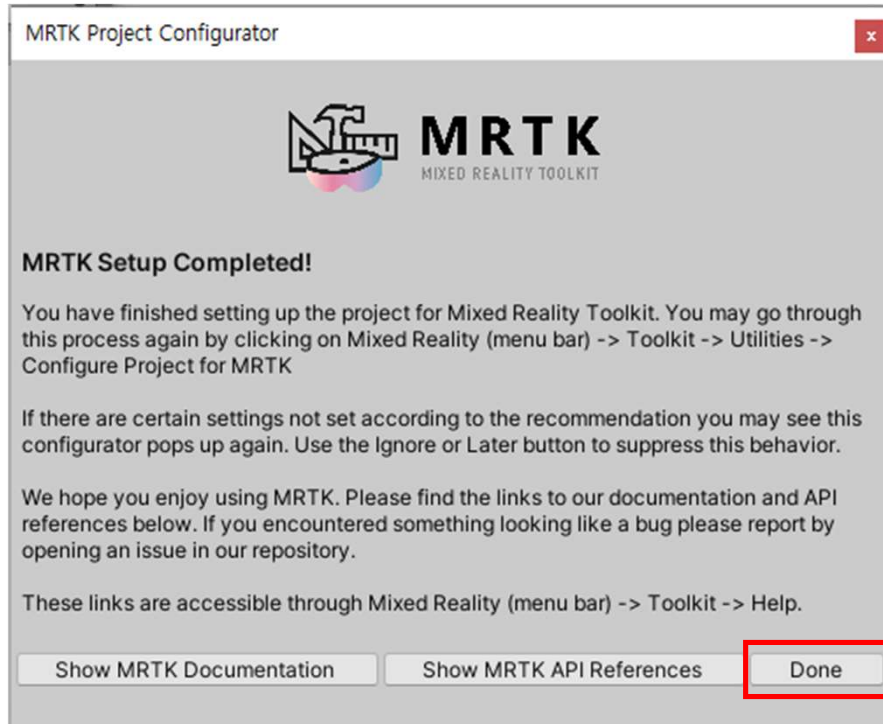 MRTK Project Configurator
x
MRTK
MIXED REALITY TOOLKIT
MRTK Setup Completed!
You have finished setting up the project for Mixed Reality Toolkit. You may go through
this process again by clicking on Mixed Reality (menu bar) -> Toolkit -> Utilities ->
Configure Project for MRTK
If there are certain settings not set according to the recommendation you may see this
configurator pops up again. Use the Ignore or Later button to suppress this behavior.
We hope you enjoy using MRTK. Please find the links to our documentation and API
references below. If you encountered something looking like a bug please report by
opening an issue in our repository.
These links are accessible through Mixed Reality (menu bar) -> Toolkit -> Help.
Show MRTK Documentation Show MRTK API References Done